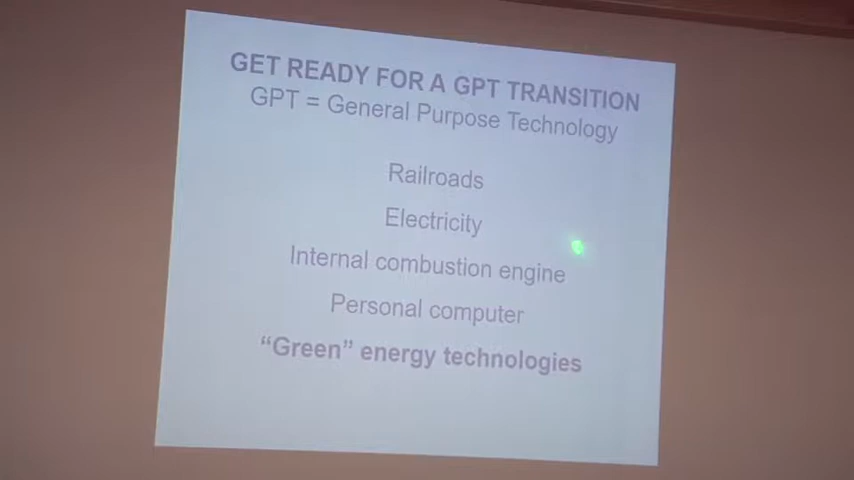 GET READY FOR A GPT TRANSITION
GPT = General Purpose Technology
Railroads
Electricity
Internal combustion engine
Personal computer
“Green” energy technologies